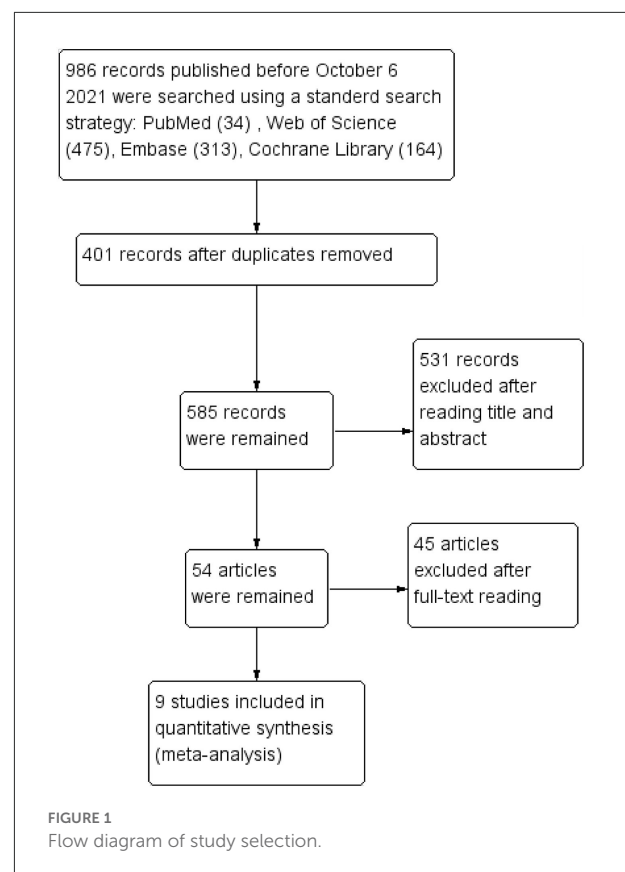 986 records published before October 6
2021 were searched using a standerd search
strategy: PubMed (34) , Web of Science
(475), Embase (313), Cochrane Library (164)
401 records after duplicates removed
531 records
excluded after
reading title and
abstract
585 records
were remained
45 articles
excluded after
full-text reading
54 articles
were remained
9 studies included in
quantitative synthesis
(meta-analysis)
FIGURE 1
Flow diagram of study selection.